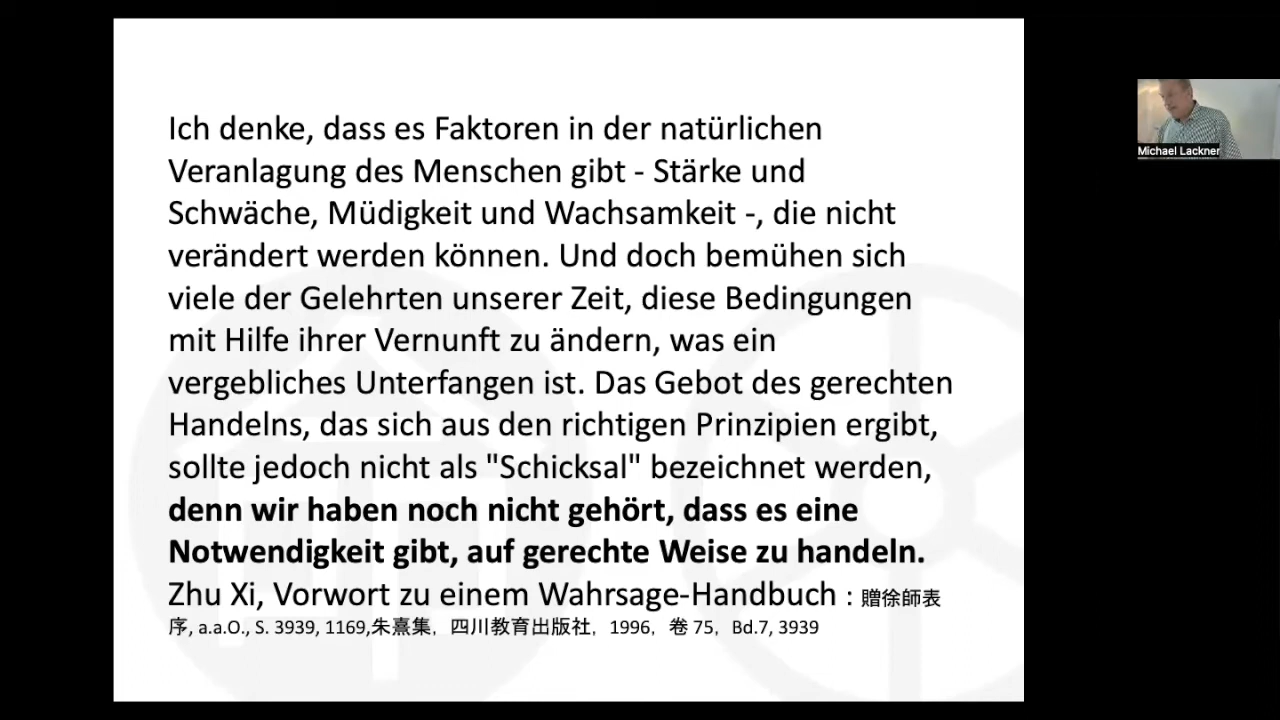 Ich denke, dass es Faktoren in der natürlichen
Veranlagung des Menschen gibt - Stärke und
Schwäche, Müdigkeit und Wachsamkeit -, die nicht
verändert werden können. Und doch bemühen sich
viele der Gelehrten unserer Zeit, diese Bedingungen
mit Hilfe ihrer Vernunft zu ändern, was ein
vergebliches Unterfangen ist. Das Gebot des gerechten
Handelns, das sich aus den richtigen Prinzipien ergibt,
sollte jedoch nicht als "Schicksal" bezeichnet werden,
denn wir haben noch nicht gehört, dass es eine
Notwendigkeit gibt, auf gerechte Weise zu handeln.
Zhu Xi, Vorwort zu einem Wahrsage-Handbuch：贈徐師表
序, a.a.O., S. 3939, 1169,朱熹集，四川教育出版社，1996，卷 75，Bd.7, 3939
Michael Lackner